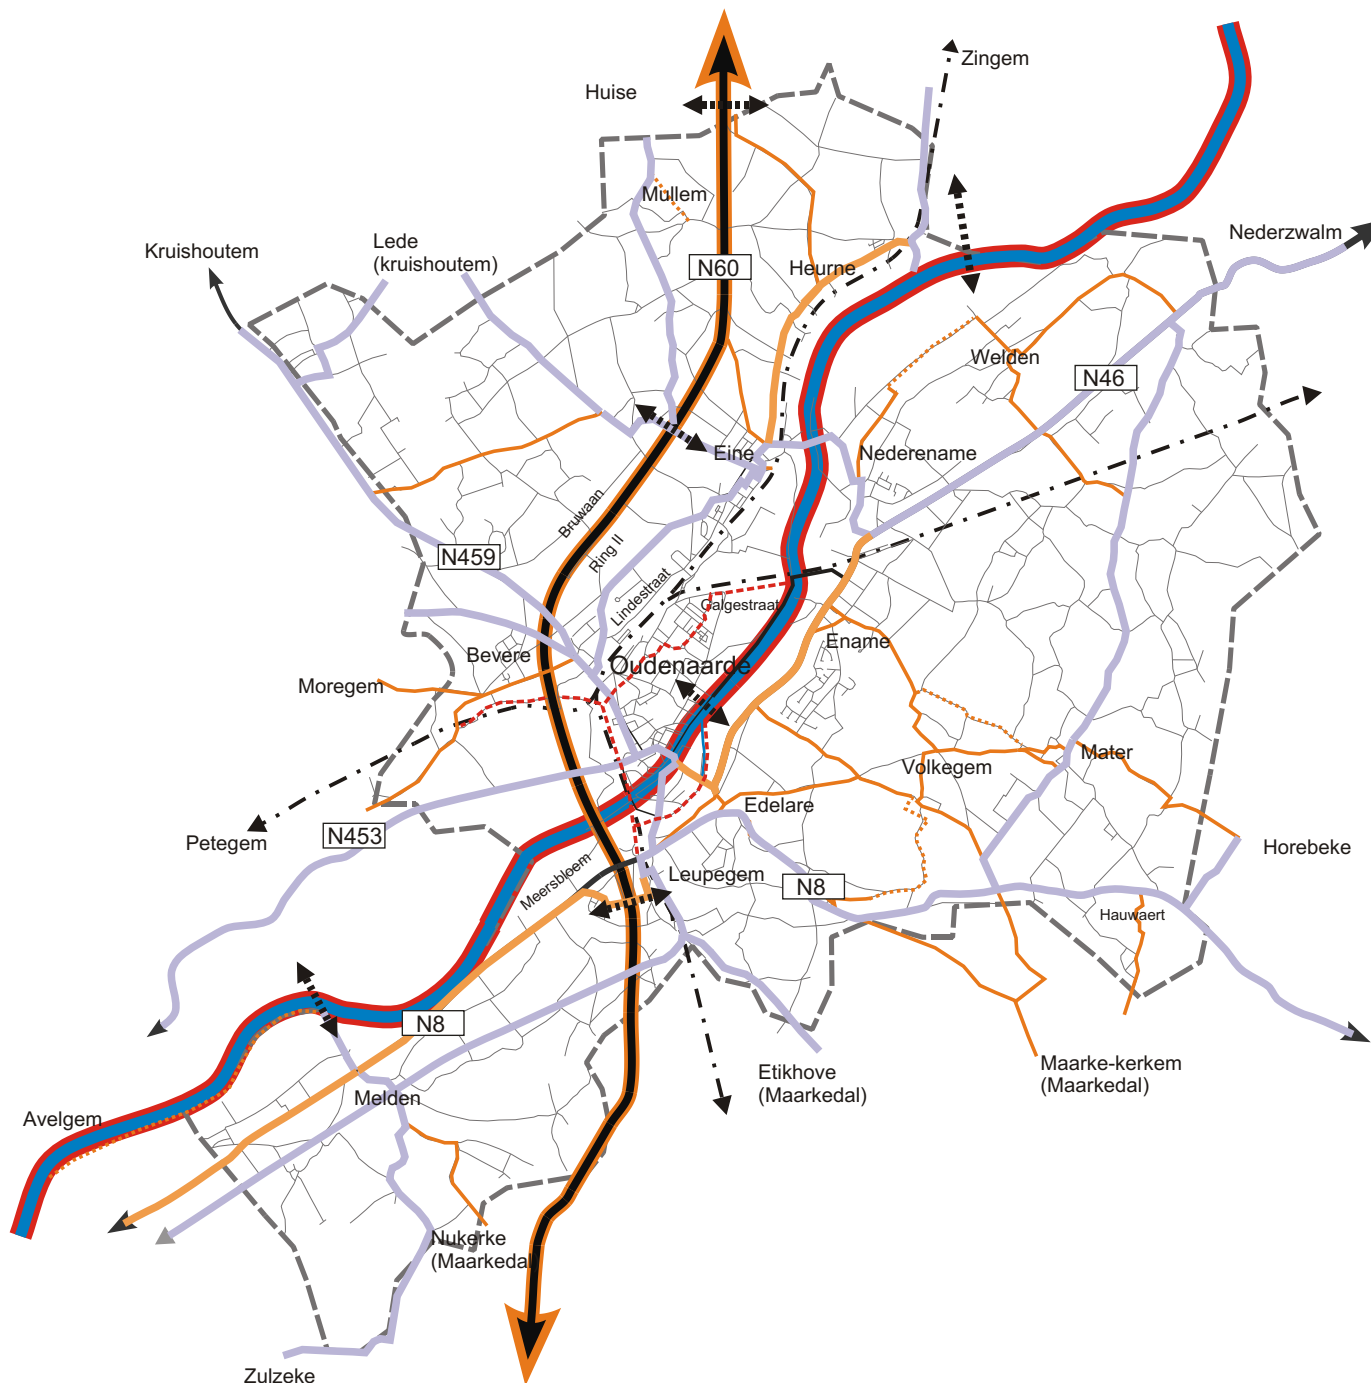 Zingem
Huise
Mullem
Nederzwalm
Lede
(kruishoutem)
Kruishoutem
N60
Heurne
Welden
N46
Eine
Nederename
Bruwaan
Ring II
N459
Lindestraat
Galgestraat
Ename
Bevere
Oudenaarde
Moregem
Mater
Volkegem
Edelare
Petegem
N453
Horebeke
Meersbloem
Leupegem
N8
Hauwaert
N8
Maarke-kerkem
(Maarkedal)
Etikhove
(Maarkedal)
Melden
Avelgem
Nukerke
(Maarkedal
Zulzeke